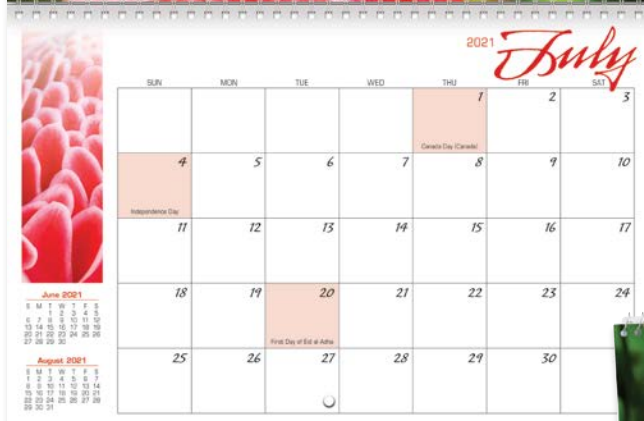 2021 July
SUN MON TUE WED THU FRI SAT
1 2 3
Canada Day (Canada)
4 5 6 7 8 9 10
Independence Day
11 12 13 14 15 16 17
18 19 20 21 22 23 24
First Day of Eid al Adha
25 26 27 28 29 30
June 2021
S M T W T F S
1 2 3 4 5
6 7 8 9 10 11 12
13 14 15 16 17 18 19
20 21 22 23 24 25 26
27 28 29 30
August 2021
S M T W T F S
1 2 3 4 5 6 7
8 9 10 11 12 13 14
15 16 17 18 19 20 21
22 23 24 25 26 27 28
29 30 31